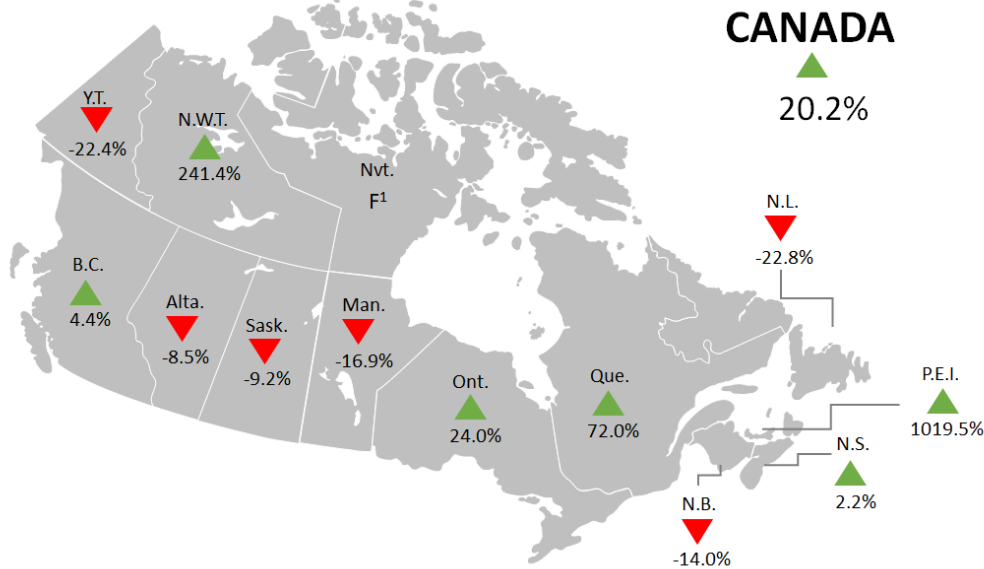 CANADA
20.2%
Y.T.
-22.4%
N.W.T.
241.4%
Nvt.
F¹
N.L.
-22.8%
B.C.
4.4%
Alta.
-8.5%
Sask.
-9.2%
Man.
-16.9%
Ont.
24.0%
Que.
72.0%
P.E.I.
1019.5%
N.S.
2.2%
N.B.
-14.0%